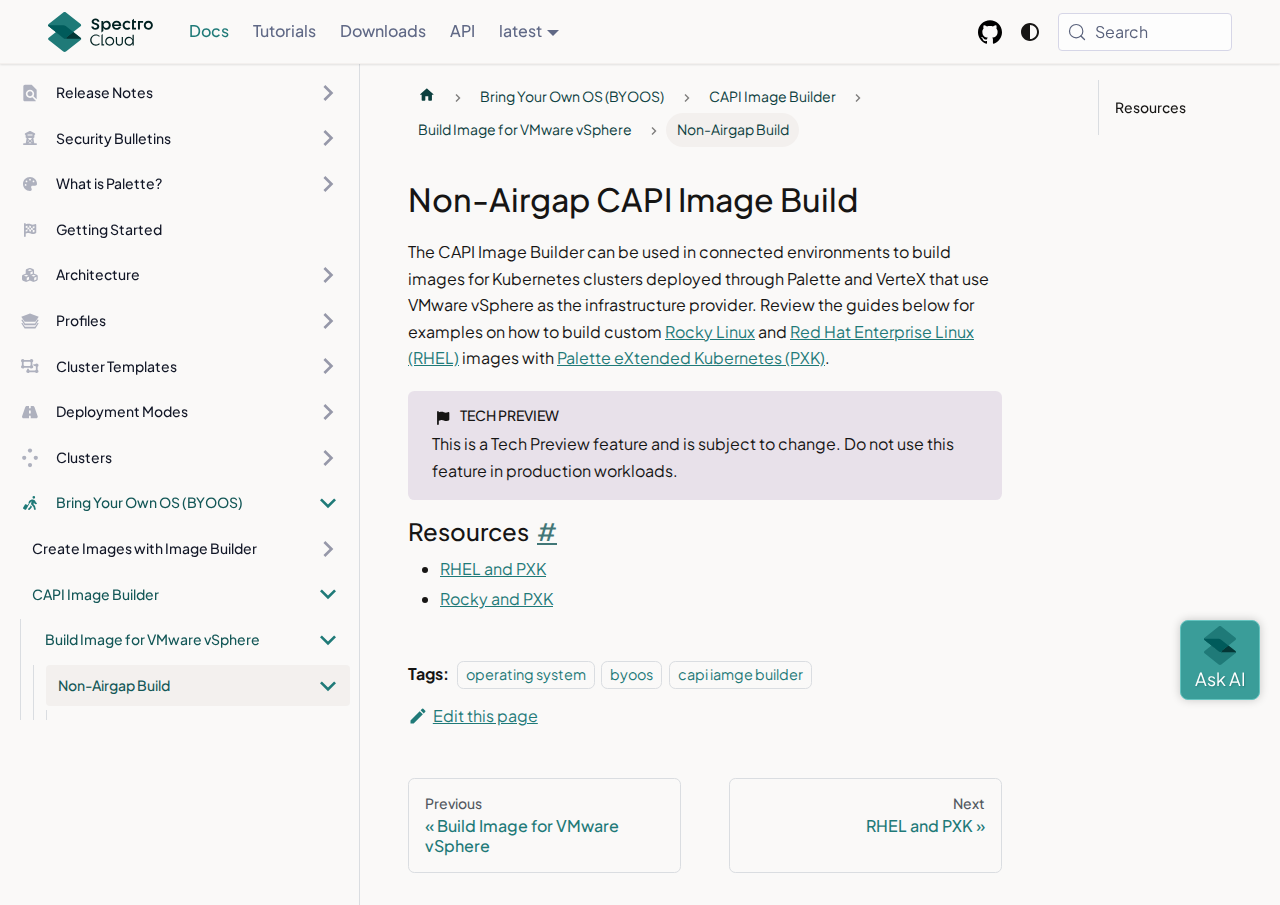 Spectro
Cloud
Docs
Tutorials
Downloads
API
latest
Search
Release Notes
Security Bulletins
What is Palette?
Getting Started
Architecture
Profiles
Cluster Templates
Deployment Modes
Clusters
Bring Your Own OS (BYOOS)
Create Images with Image Builder
CAPI Image Builder
Build Image for VMware vSphere
Non-Airgap Build
Bring Your Own OS (BYOOS)
CAPI Image Builder
Build Image for VMware vSphere
Non-Airgap Build
Non-Airgap CAPI Image Build
The CAPI Image Builder can be used in connected environments to build
images for Kubernetes clusters deployed through Palette and VerteX that use
VMware vSphere as the infrastructure provider. Review the guides below for
examples on how to build custom Rocky Linux and Red Hat Enterprise Linux
(RHEL) images with Palette eXtended Kubernetes (PXK).
TECH PREVIEW
This is a Tech Preview feature and is subject to change. Do not use this
feature in production workloads.
Resources #
RHEL and PXK
Rocky and PXK
Tags: operating system byoos capi iamge builder
Edit this page
Previous
« Build Image for VMware
vSphere
Next
RHEL and PXK »
Resources
Ask AI